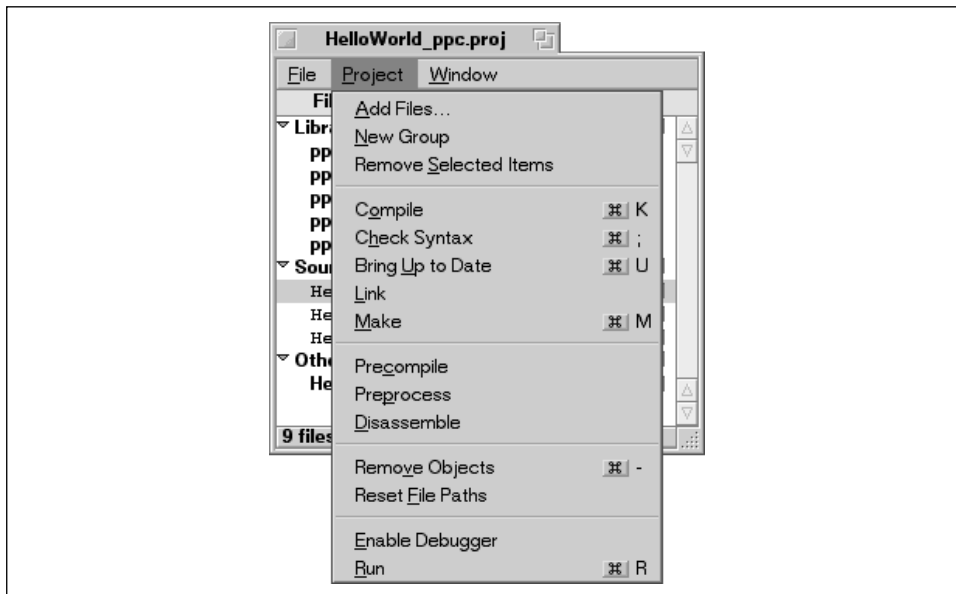 HelloWorld_ppc.proj
File Project Window
Add Files...
New Group
Remove Selected Items
Compile ⌘ K
Check Syntax ⌘ ;
Bring Up to Date ⌘ U
Link
Make ⌘ M
Precompile
Preprocess
Disassemble
Remove Objects ⌘ -
Reset File Paths
Enable Debugger
Run ⌘ R
9 files